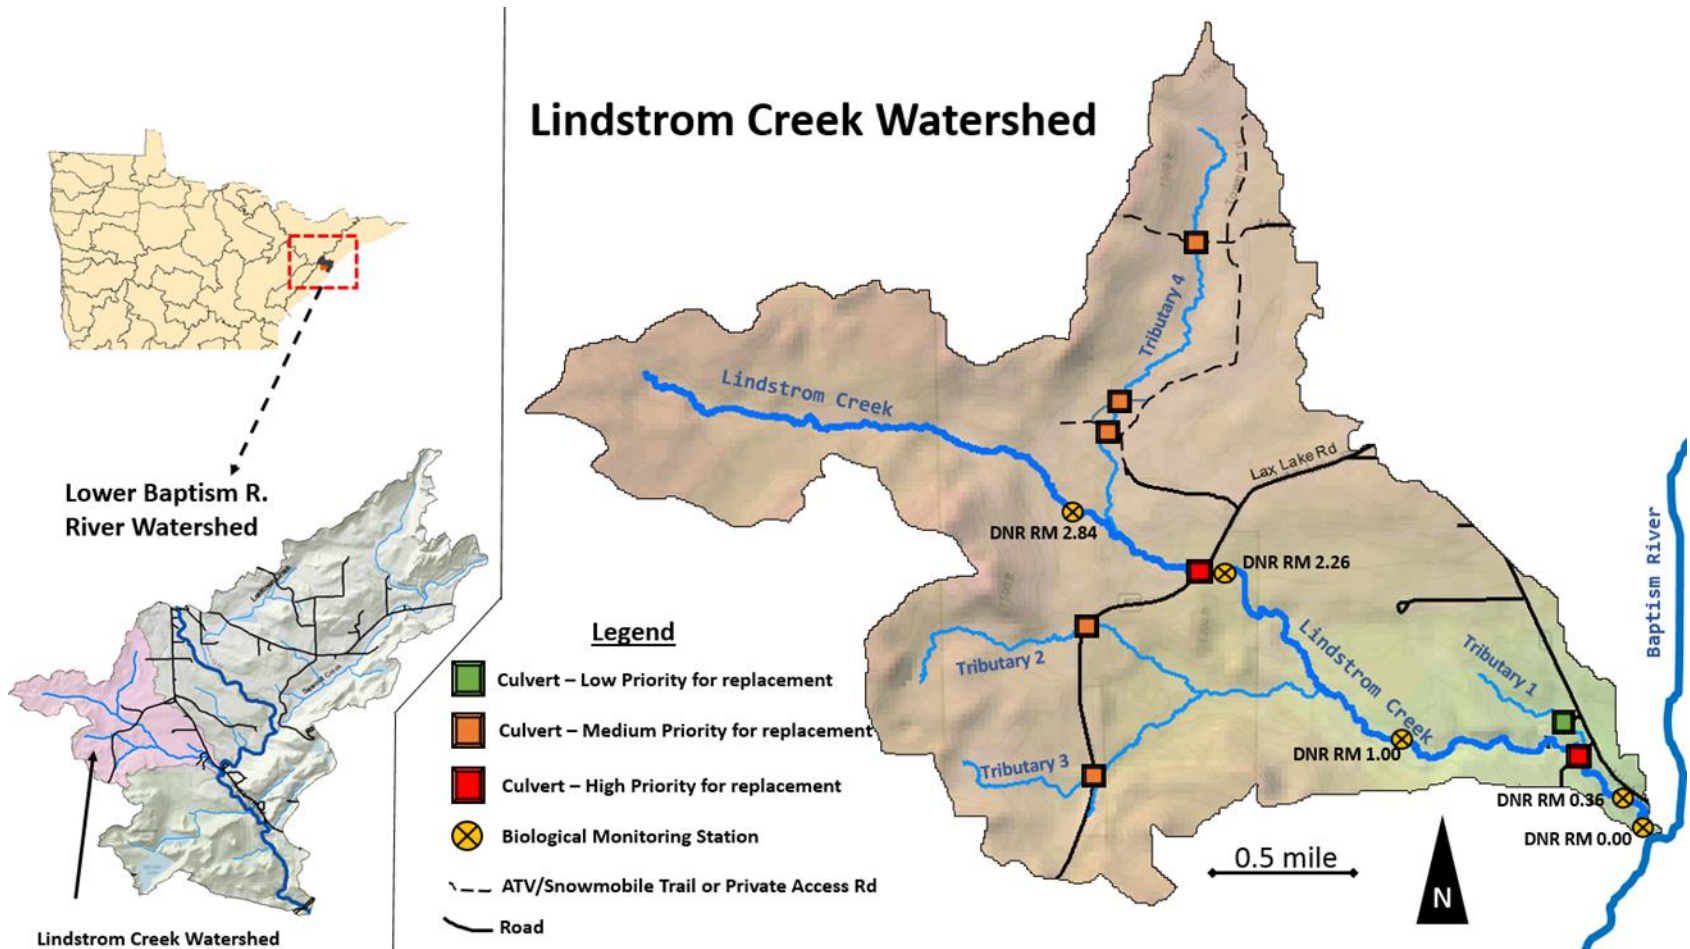 Lindstrom Creek Watershed
Lower Baptism R.
River Watershed
Lindstrom Creek Watershed
Legend
Culvert – Low Priority for replacement
Culvert – Medium Priority for replacement
Culvert – High Priority for replacement
Biological Monitoring Station
ATV/Snowmobile Trail or Private Access Rd
Road
Lindstrom Creek
Tributary 4
Lax Lake Rd
DNR RM 2.84
DNR RM 2.26
Tributary 2
Tributary 3
Lindstrom Creek
Tributary 1
DNR RM 1.00
DNR RM 0.36
DNR RM 0.00
Baptism River
0.5 mile
N